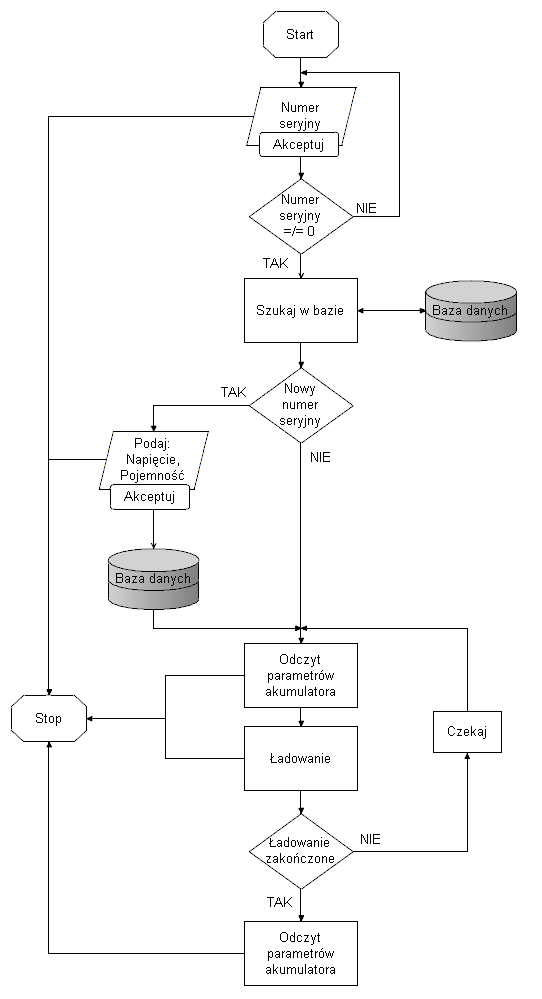 Start
Numer
seryjny
Akceptuj
Numer
seryjny
=/= 0
NIE
TAK
Szukaj w bazie
Baza danych
Nowy
numer
seryjny
TAK
NIE
Podaj:
Napięcie,
Pojemność
Akceptuj
Baza danych
Odczyt
parametrów
akumulatora
Stop
Czekaj
Ładowanie
Ładowanie
zakończone
NIE
TAK
Odczyt
parametrów
akumulatora